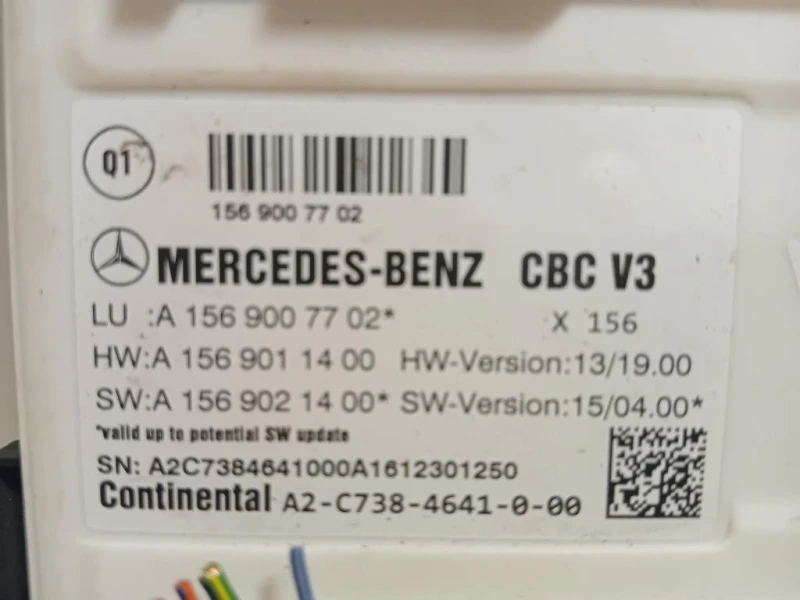 Q1
156 900 77 02
MERCEDES-BENZ CBC V3
LU :A 156 900 77 02* X 156
HW:A 156 901 14 00 HW-Version:13/19.00
SW:A 156 902 14 00* SW-Version:15/04.00*
*valid up to potential SW update
SN: A2C7384641000A1612301250
Continental A2-C738-4641-0-00